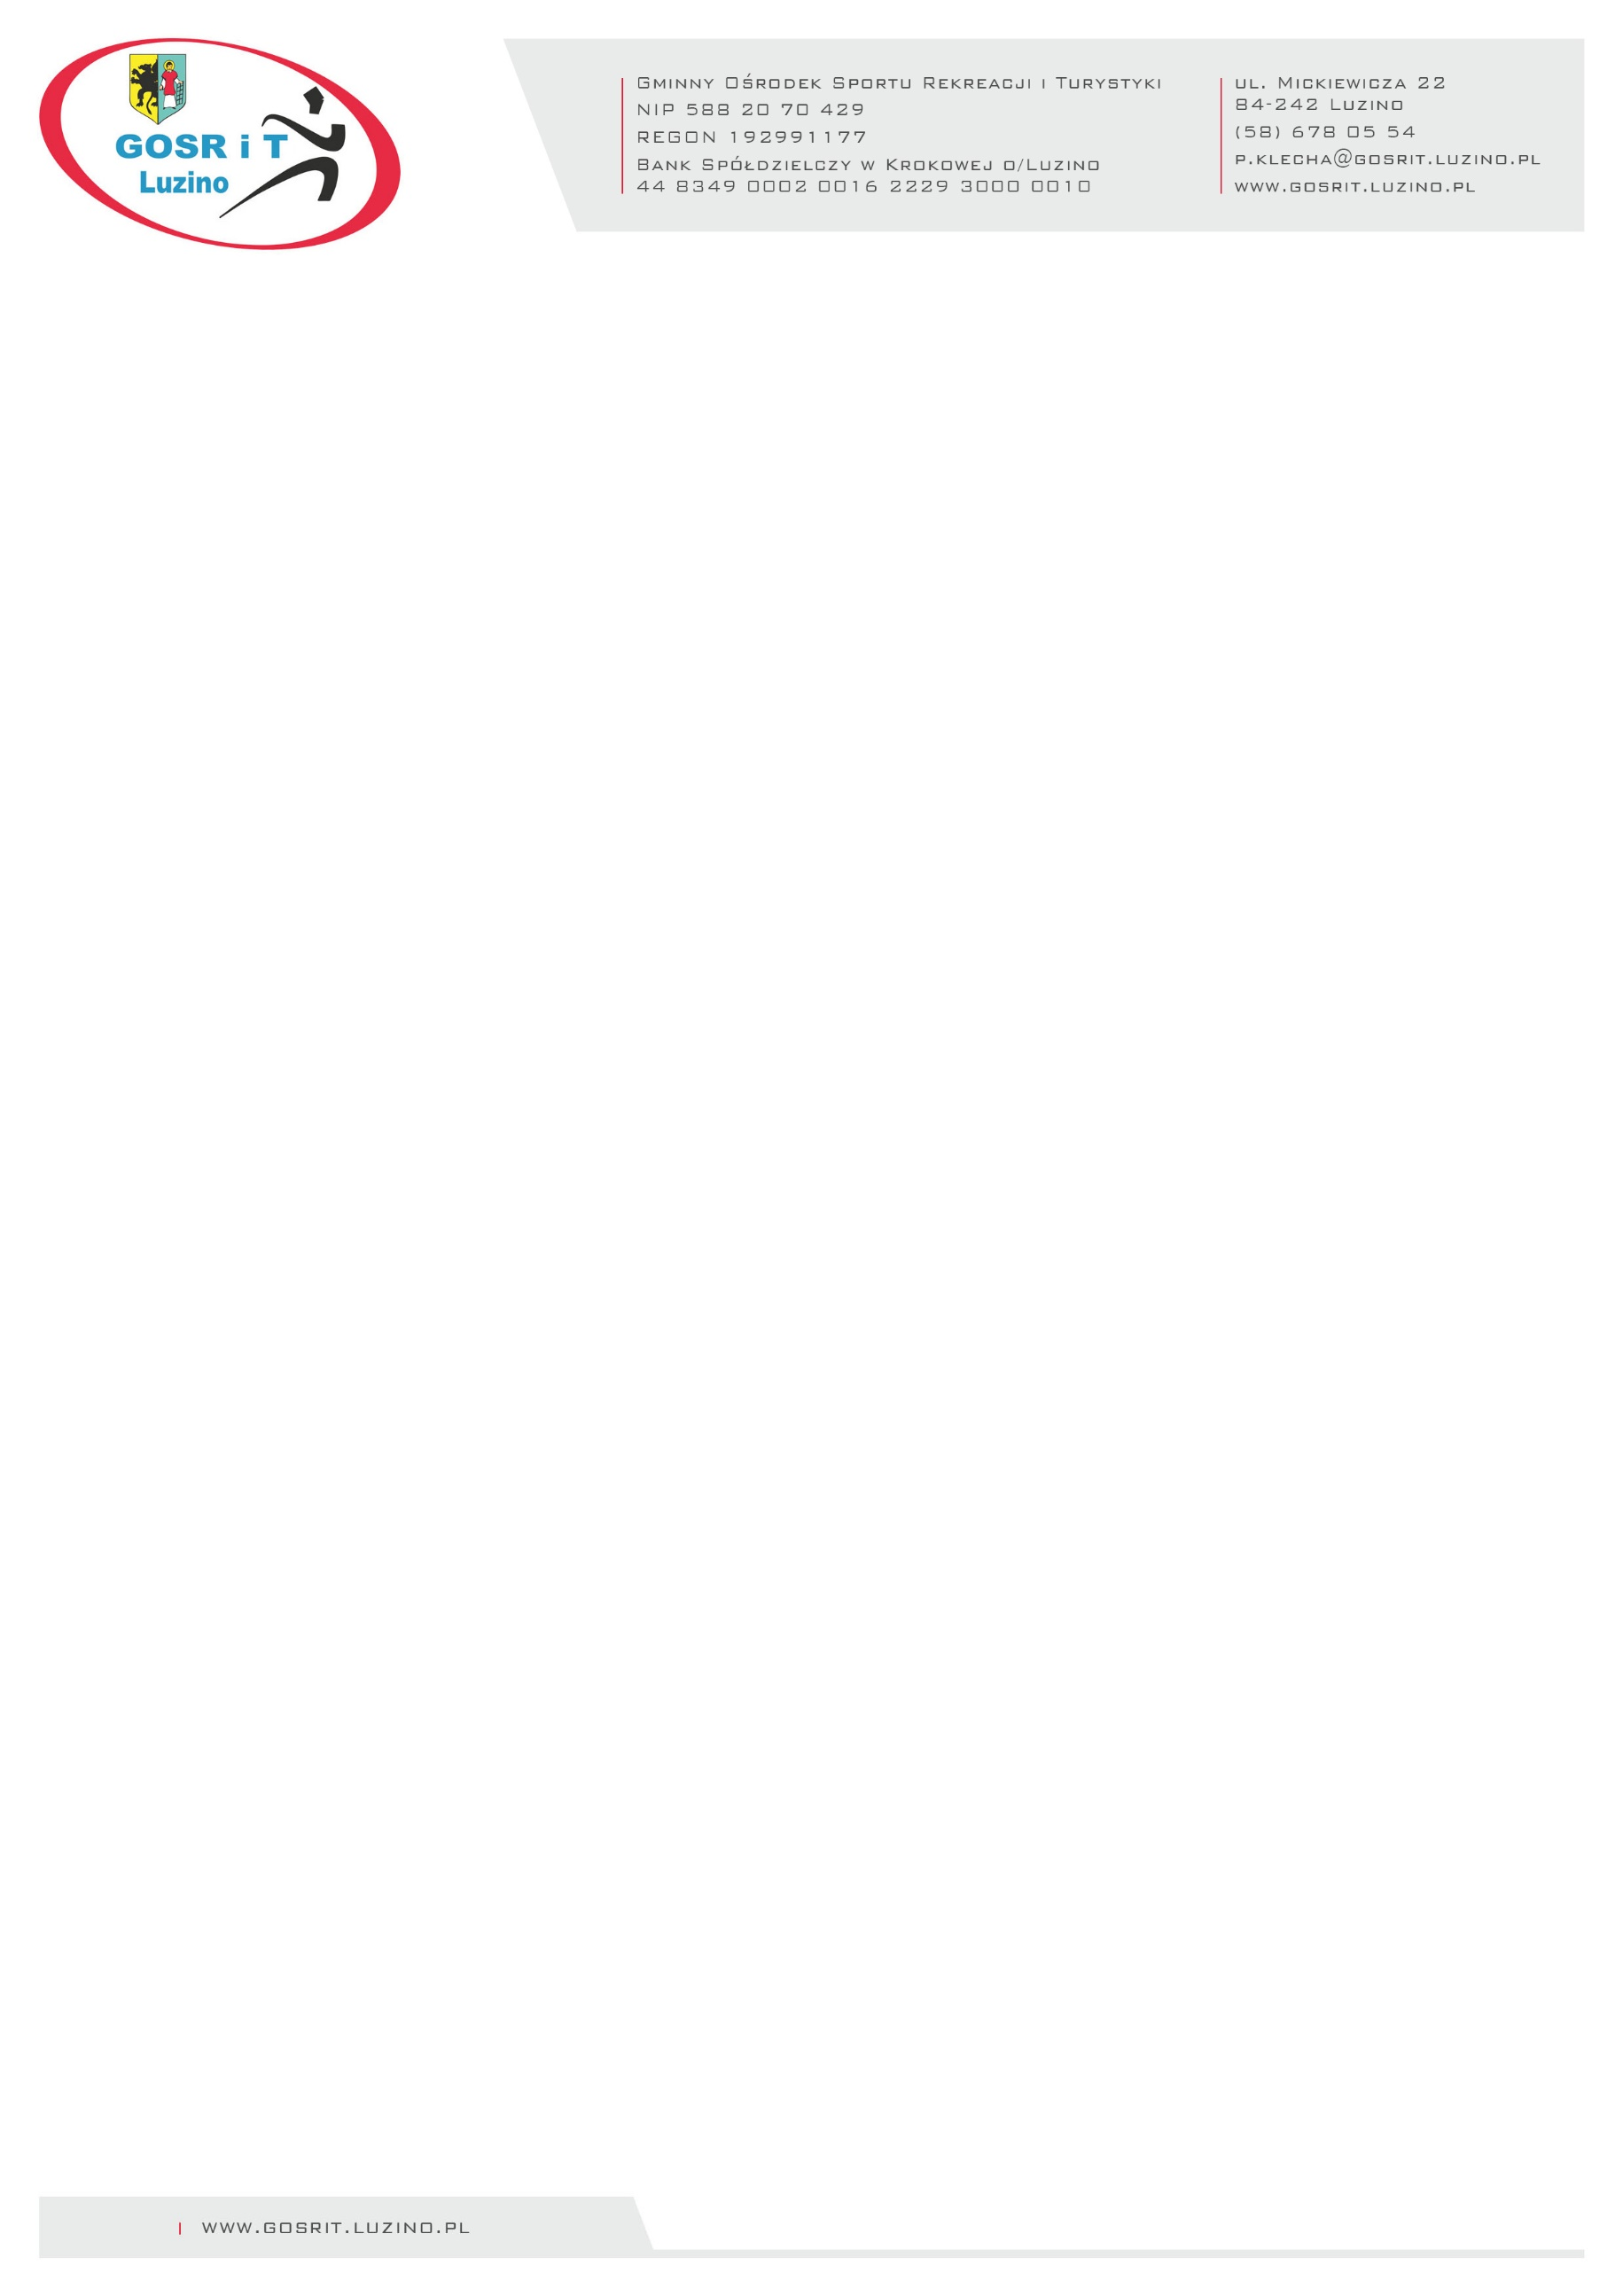 GOSR i T
Luzino
Gminny Ośrodek Sportu Rekreacji i Turystyki
NIP 588 20 70 429
REGON 192991177
Bank Spółdzielczy w Krokowej o/Luzino
44 8349 0002 0016 2229 3000 0010
ul. Mickiewicza 22
84-242 Luzino
(58) 678 05 54
p.klecha@gosrit.luzino.pl
www.gosrit.luzino.pl
www.gosrit.luzino.pl